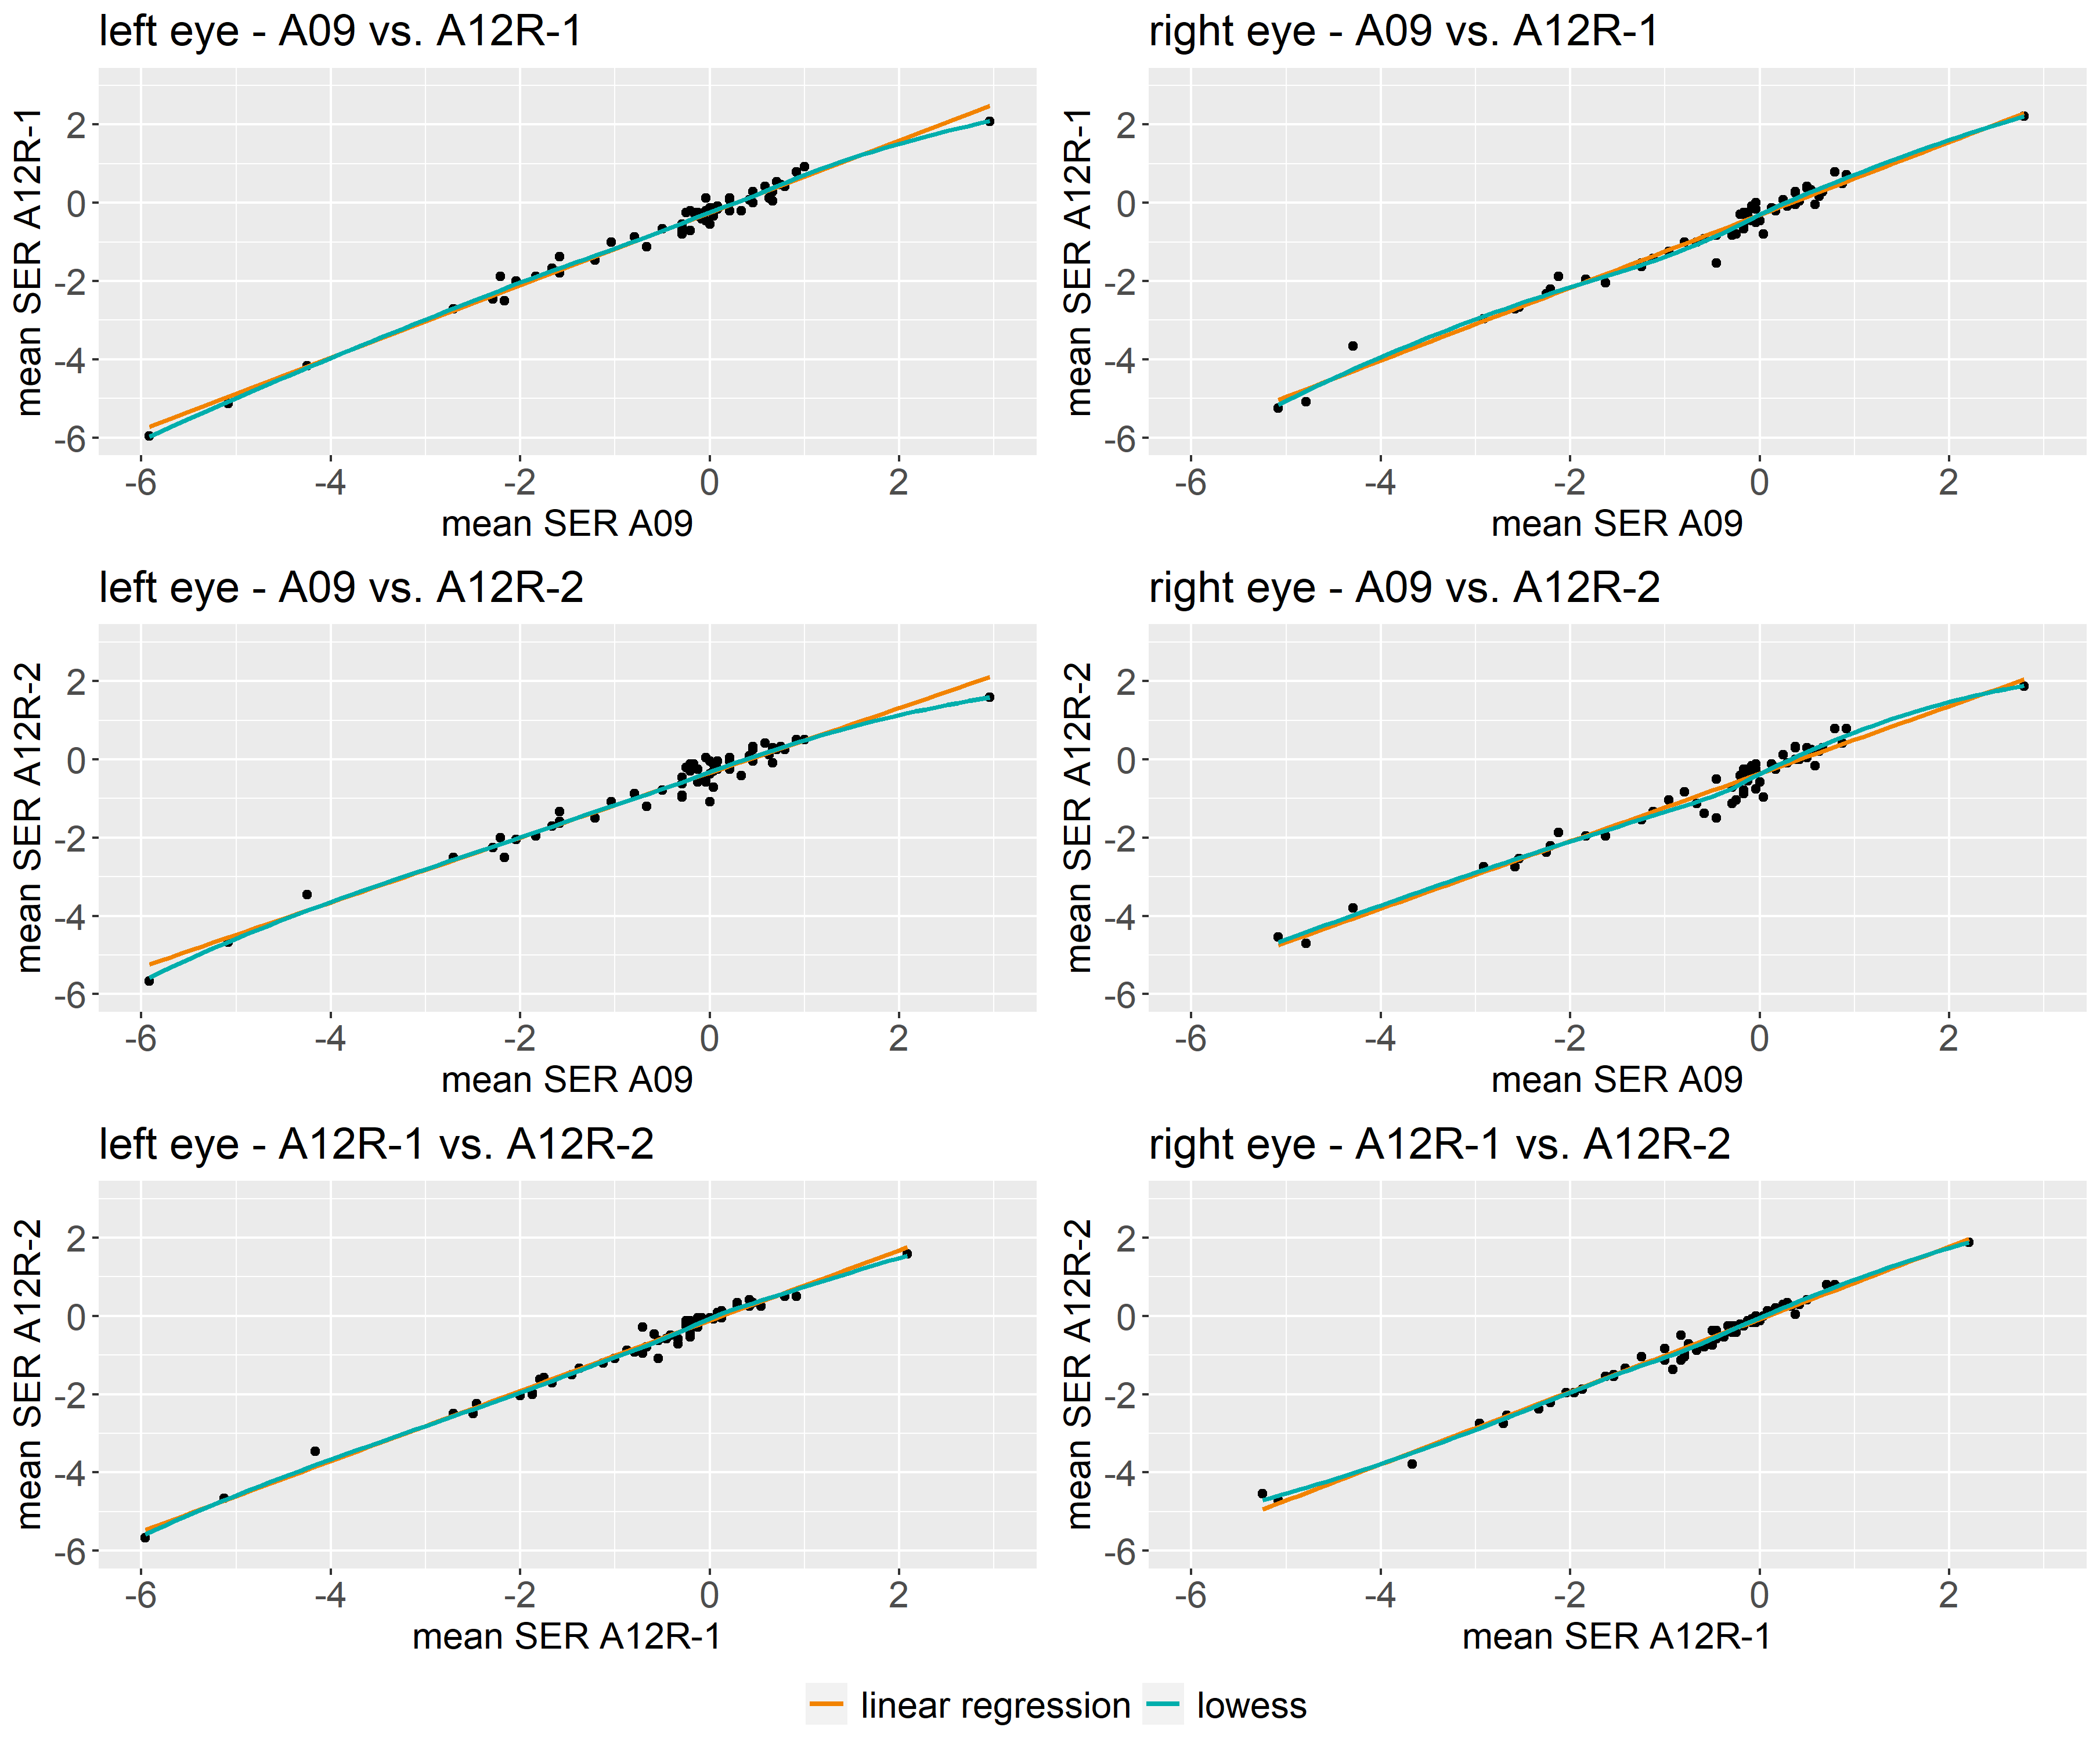 left eye - A09 vs. A12R-1
mean SER A12R-1
2
0
-2
-4
-6
-6 -4 -2 0 2
mean SER A09
right eye - A09 vs. A12R-1
mean SER A12R-1
2
0
-2
-4
-6
-6 -4 -2 0 2
mean SER A09
left eye - A09 vs. A12R-2
mean SER A12R-2
2
0
-2
-4
-6
-6 -4 -2 0 2
mean SER A09
right eye - A09 vs. A12R-2
mean SER A12R-2
2
0
-2
-4
-6
-6 -4 -2 0 2
mean SER A09
left eye - A12R-1 vs. A12R-2
mean SER A12R-2
2
0
-2
-4
-6
-6 -4 -2 0 2
mean SER A12R-1
right eye - A12R-1 vs. A12R-2
mean SER A12R-2
2
0
-2
-4
-6
-6 -4 -2 0 2
mean SER A12R-1
linear regression lowess